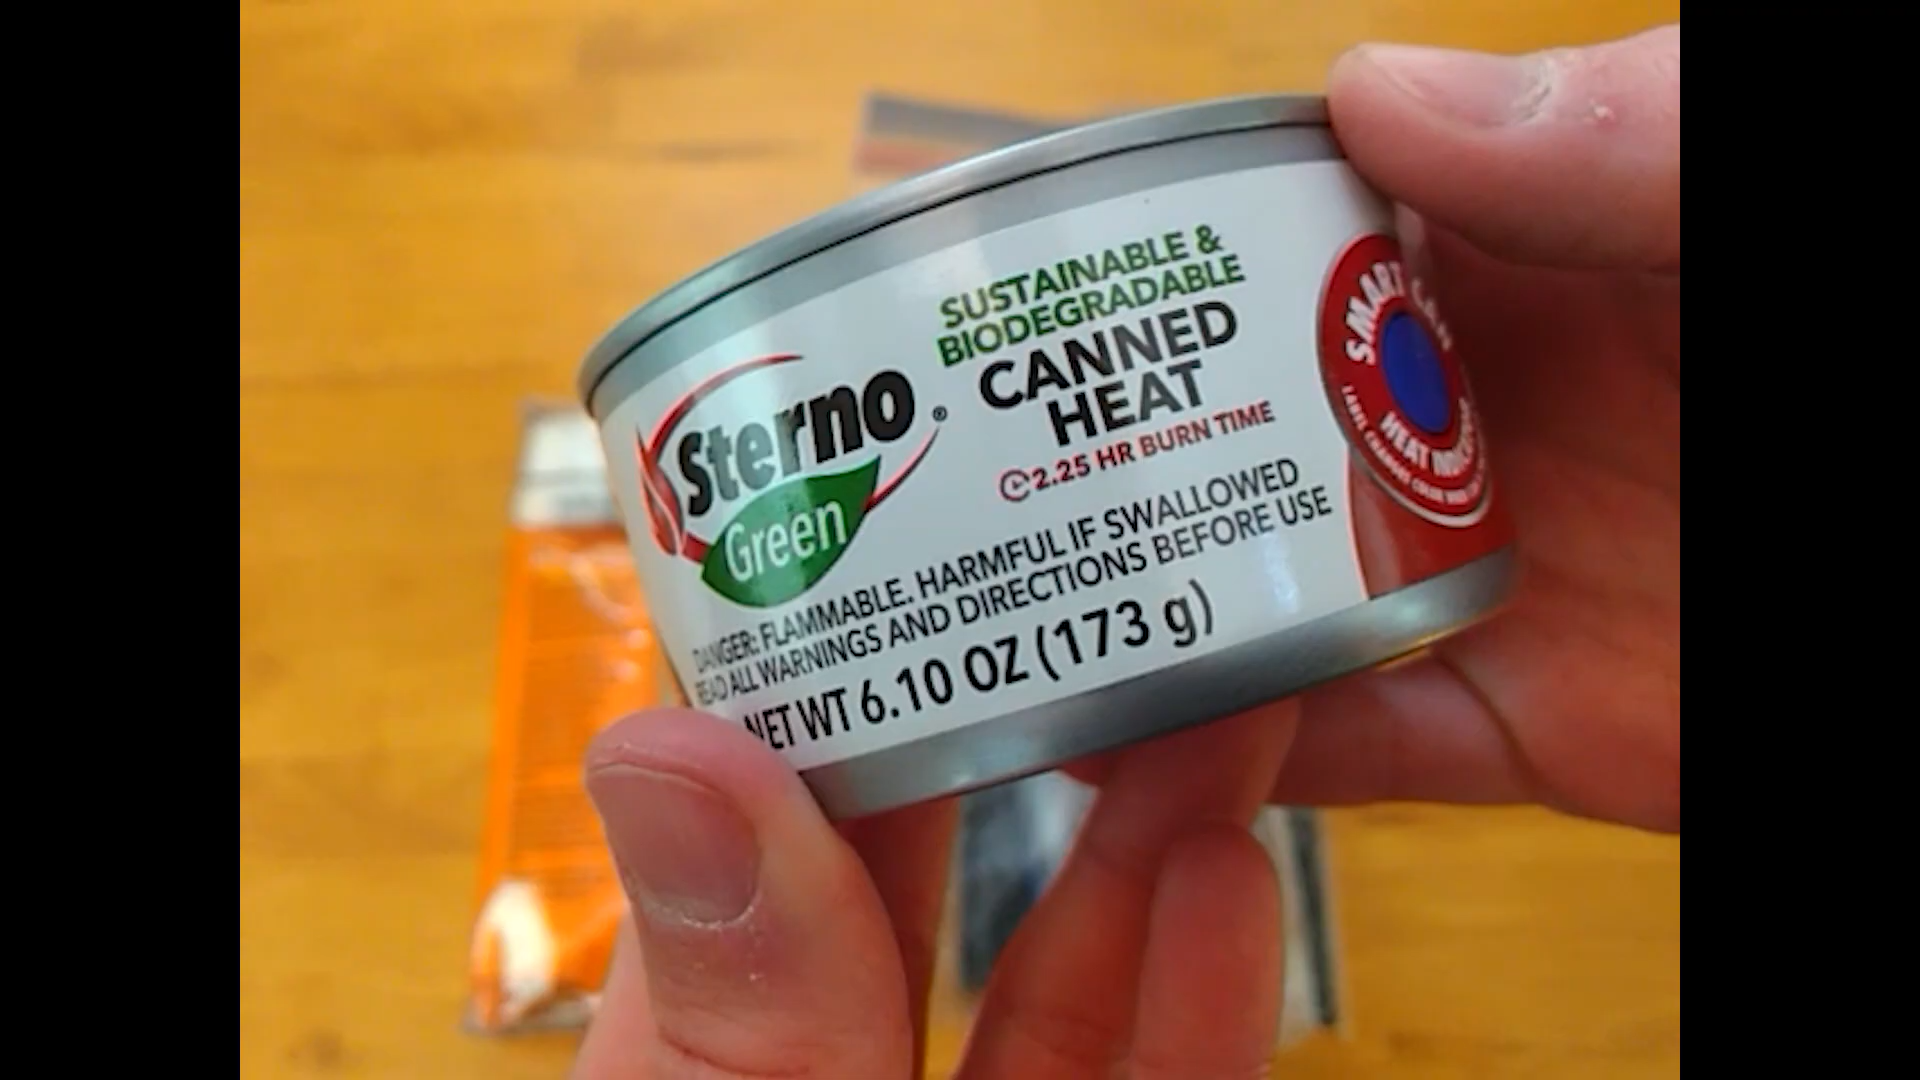 SUSTAINABLE &
BIODEGRADABLE
CANNED
HEAT
2.25 HR BURN TIME
Sterno®
Green
DANGER: FLAMMABLE. HARMFUL IF SWALLOWED
READ ALL WARNINGS AND DIRECTIONS BEFORE USE
NET WT 6.10 OZ (173 g)
SMART CAN
HEAT